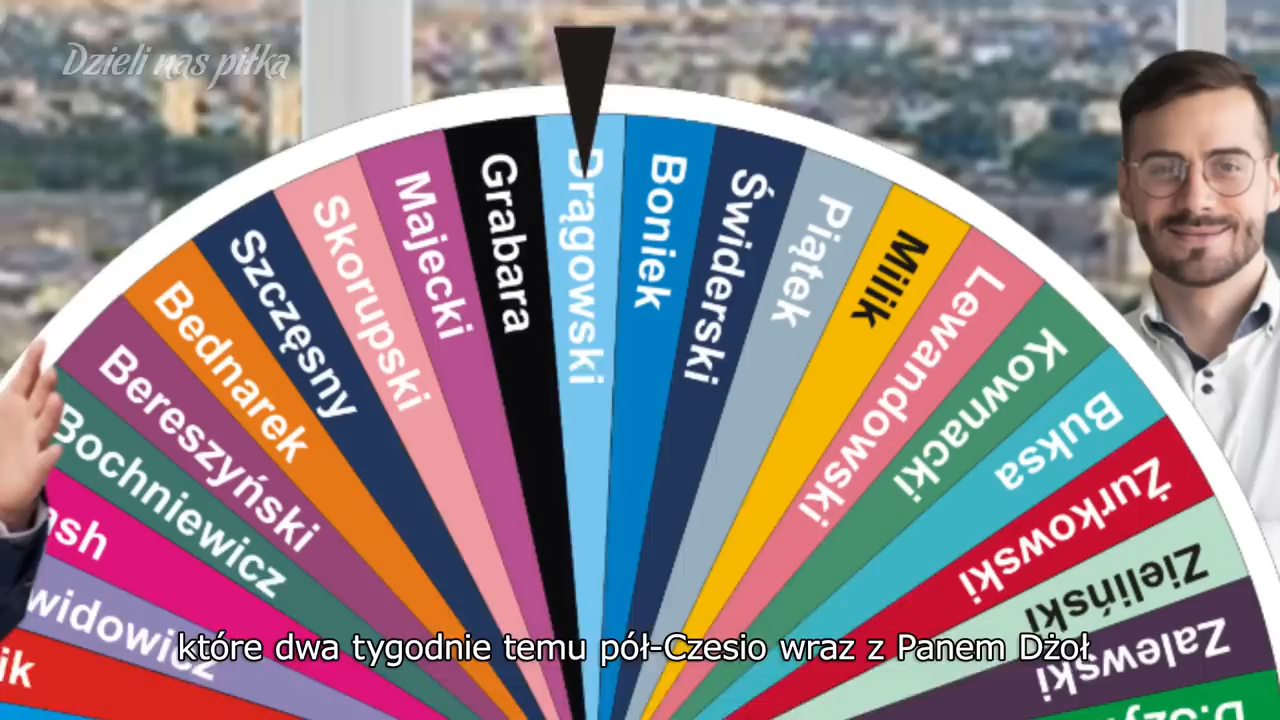 Dzieli nas piłka
Bochniewicz
Bereszyński
Bednarek
Szczęsny
Skorupski
Majecki
Grabara
Drągowski
Boniek
Świderski
Piątek
Milik
Lewandowski
Kownacki
Buksa
Żurkowski
Zieliński
Zalewski
które dwa tygodnie temu pół-Czesio wraz z Panem Dżoł